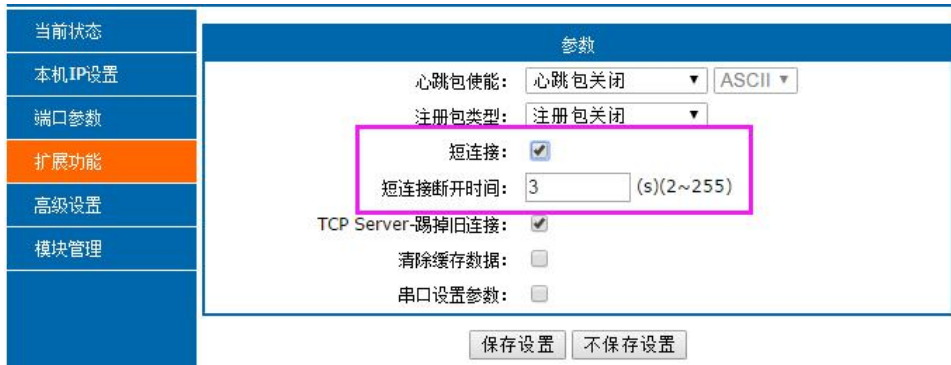 当前状态
本机IP设置
端口参数
扩展功能
高级设置
模块管理
参数
心跳包使能： 心跳包关闭 ASCII
注册包类型： 注册包关闭
短连接：
短连接断开时间： 3 (s)(2~255)
TCP Server-踢掉旧连接：
清除缓存数据：
串口设置参数：
保存设置 不保存设置